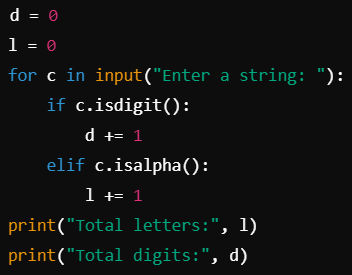 d = 0
l = 0
for c in input("Enter a string: "):
    if c.isdigit():
        d += 1
    elif c.isalpha():
        l += 1
print("Total letters:", l)
print("Total digits:", d)